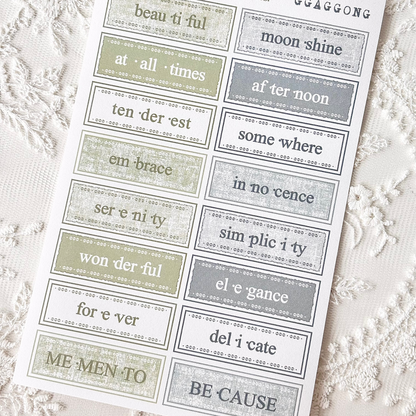 GGAGGONG
beau ti ful
moon·shine
at·all·times
af·ter·noon
ten·der·est
some·where
em·brace
in·no·cence
ser·e·ni·ty
sim·plic·i·ty
won·der·ful
el·e·gance
for·e·ver
del·i·cate
ME·MEN·TO
BE·CAUSE